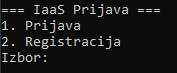 === IaaS Prijava ===
1. Prijava
2. Registracija
Izbor: